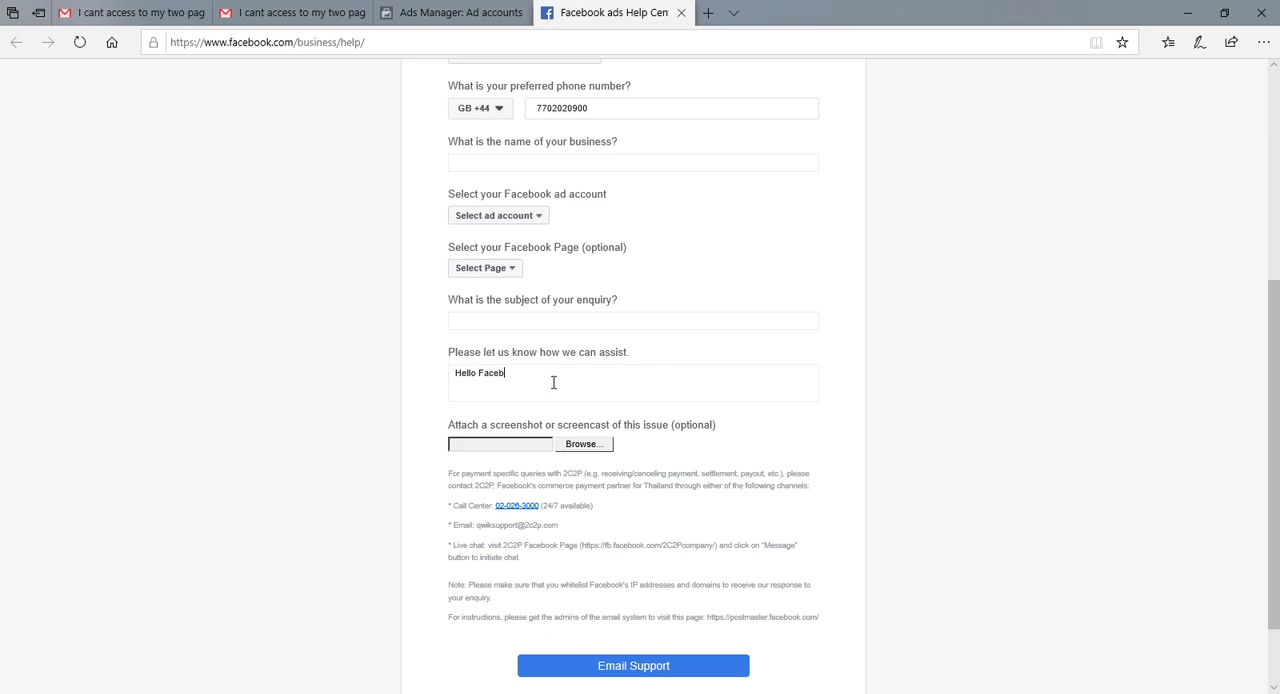 I cant access to my two pag
I cant access to my two pag
Ads Manager: Ad accounts
Facebook ads Help Cen
https://www.facebook.com/business/help/
What is your preferred phone number?
GB +44
7702020900
What is the name of your business?
Select your Facebook ad account
Select ad account
Select your Facebook Page (optional)
Select Page
What is the subject of your enquiry?
Please let us know how we can assist.
Hello Faceb
Attach a screenshot or screencast of this issue (optional)
Browse...
For payment specific queries with 2C2P (e.g. receiving/canceling payment, settlement, payout, etc.), please
contact 2C2P, Facebook's commerce payment partner for Thailand through either of the following channels:
* Call Center: 02-026-3000 (24/7 available)
* Email: qwiksupport@2c2p.com
* Live chat: visit 2C2P Facebook Page (https://fb.facebook.com/2C2Pcompany/) and click on "Message"
button to initiate chat
Note: Please make sure that you whitelist Facebook's IP addresses and domains to receive our response to
your enquiry.
For instructions, please get the admins of the email system to visit this page: https://postmaster.facebook.com/
Email Support